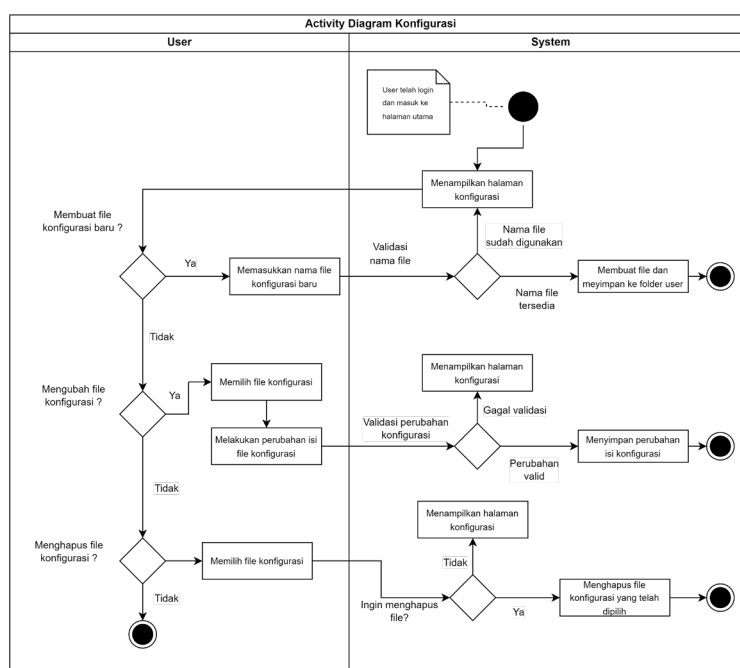 Activity Diagram Konfigurasi
User
System
User telah login
dan masuk ke
halaman utama
Menampilkan halaman
konfigurasi
Membuat file
konfigurasi baru ?
Ya
Memasukkan nama file
konfigurasi baru
Validasi
nama file
Nama file
sudah digunakan
Nama file
tersedia
Membuat file dan
meyimpan ke folder user
Tidak
Mengubah file
konfigurasi ?
Ya
Memilih file konfigurasi
Melakukan perubahan isi
file konfigurasi
Validasi perubahan
konfigurasi
Menampilkan halaman
konfigurasi
Gagal validasi
Perubahan
valid
Menyimpan perubahan
isi konfigurasi
Tidak
Menghapus file
konfigurasi ?
Memilih file konfigurasi
Tidak
Ingin menghapus
file?
Menampilkan halaman
konfigurasi
Tidak
Ya
Menghapus file
konfigurasi yang telah
dipilih